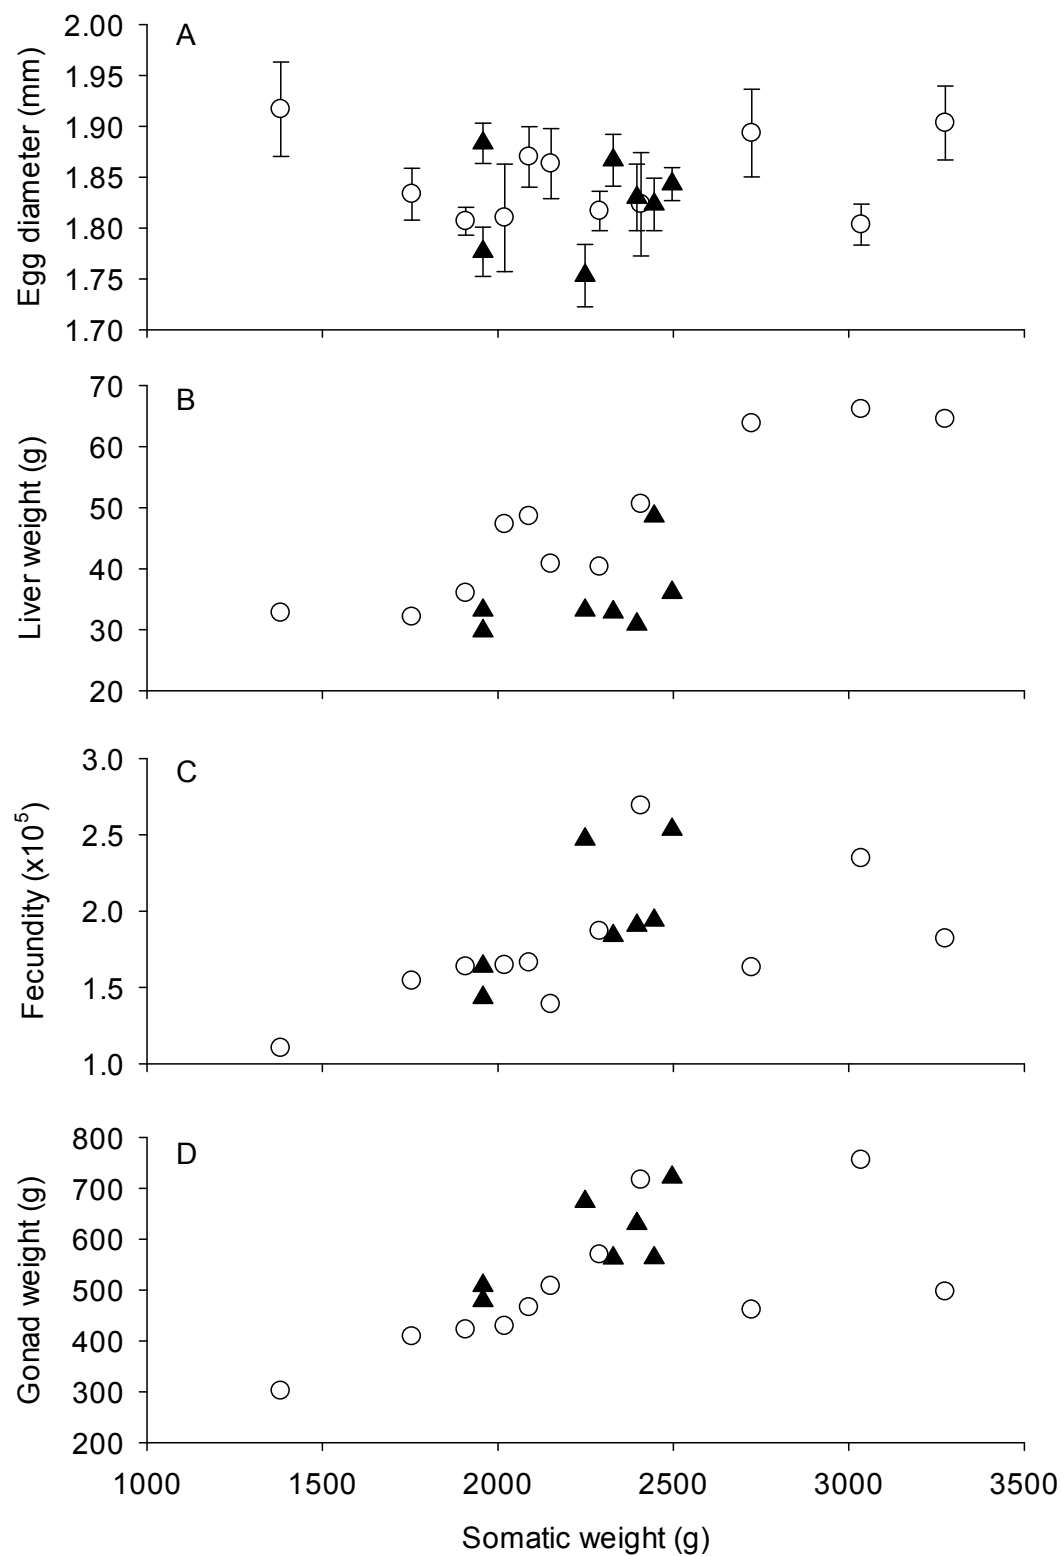 A
Egg diameter (mm)
2.00
1.95
1.90
1.85
1.80
1.75
1.70
B
Liver weight (g)
70
60
50
40
30
20
C
Fecundity (x10⁵)
3.0
2.5
2.0
1.5
1.0
D
Gonad weight (g)
800
700
600
500
400
300
200
1000 1500 2000 2500 3000 3500
Somatic weight (g)